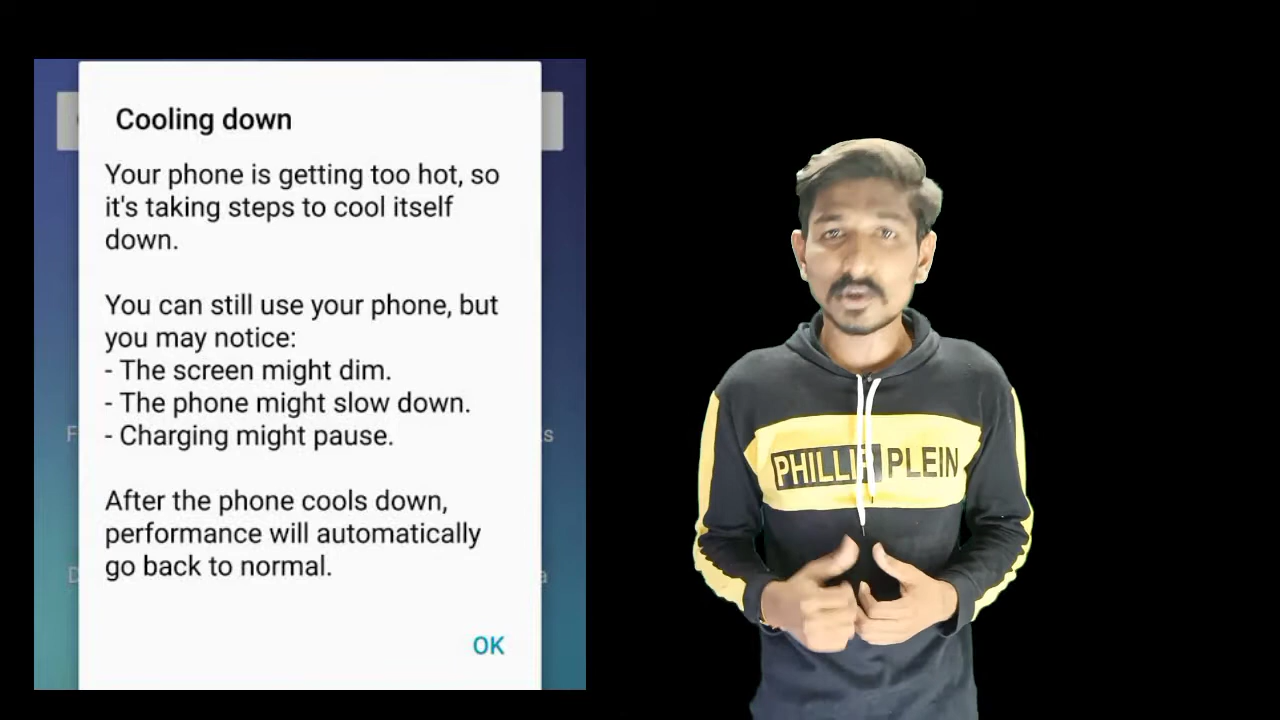 Cooling down
Your phone is getting too hot, so
it's taking steps to cool itself
down.
You can still use your phone, but
you may notice:
- The screen might dim.
- The phone might slow down.
- Charging might pause.
After the phone cools down,
performance will automatically
go back to normal.
OK
PHILLIP PLEIN